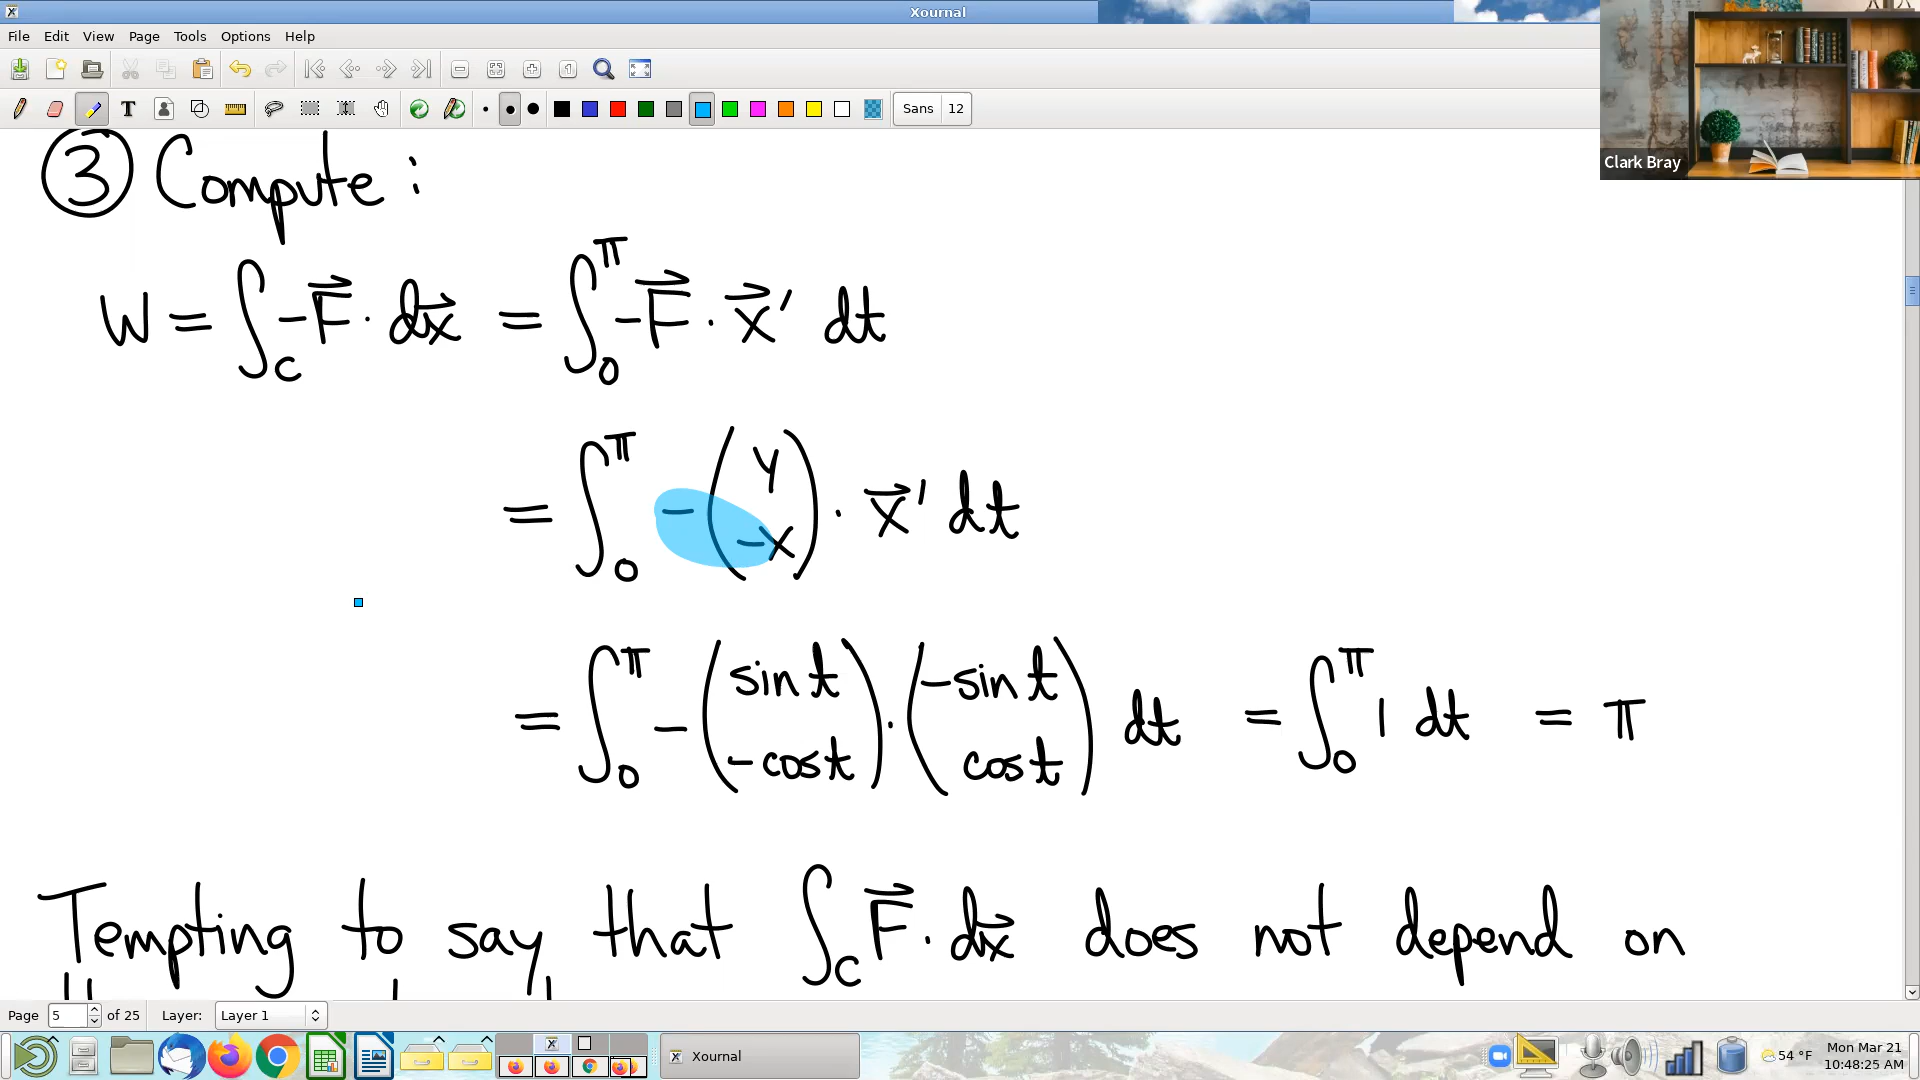 Xournal
File Edit View Page Tools Options Help
Sans 12
Clark Bray
③ Compute:
W = ∫_C -F⃗ · dx⃗ = ∫_0^π -F⃗ · x⃗' dt
= ∫_0^π -(y -x) · x⃗' dt
= ∫_0^π -(sin t -cos t) · (-sin t cos t) dt = ∫_0^π 1 dt = π
Tempting to say that ∫_C F⃗ · dx⃗ does not depend on
Page 5 of 25 Layer: Layer 1
Xournal
54 °F
Mon Mar 21
10:48:25 AM